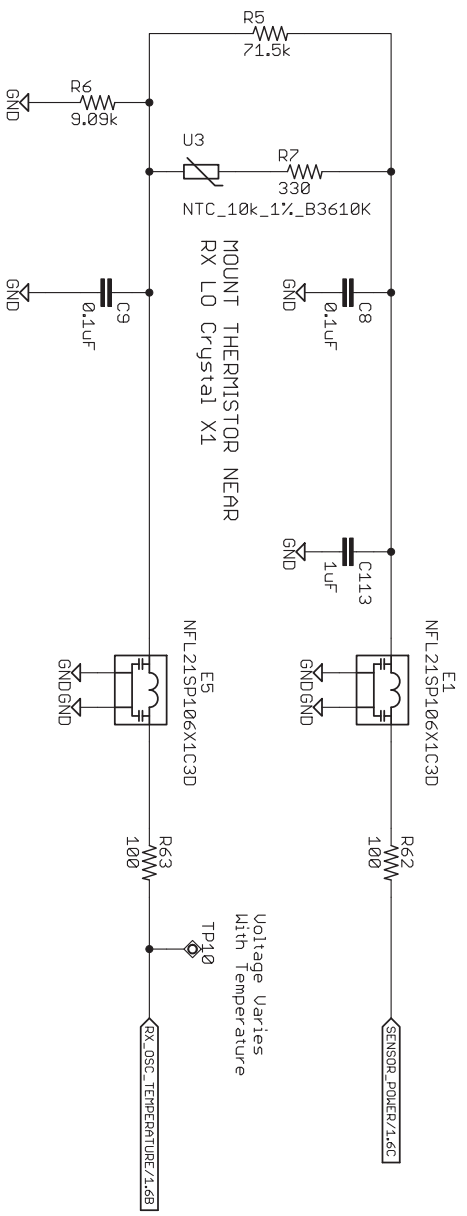 R5
71.5k
R6
9.09k
GND
U3
R7
330
NTC_10k_1%_B3610K
MOUNT THERMISTOR NEAR
RX LO Crystal X1
C9
0.1uF
GND
C8
0.1uF
GND
C113
1uF
GND
E5
NFL21SP106X1C3D
GND
GND
E1
NFL21SP106X1C3D
GND
GND
R63
100
R62
100
TP10
Voltage Varies
With Temperature
RX_OSC_TEMPERATURE/1.6B
SENSOR_POWER/1.6C